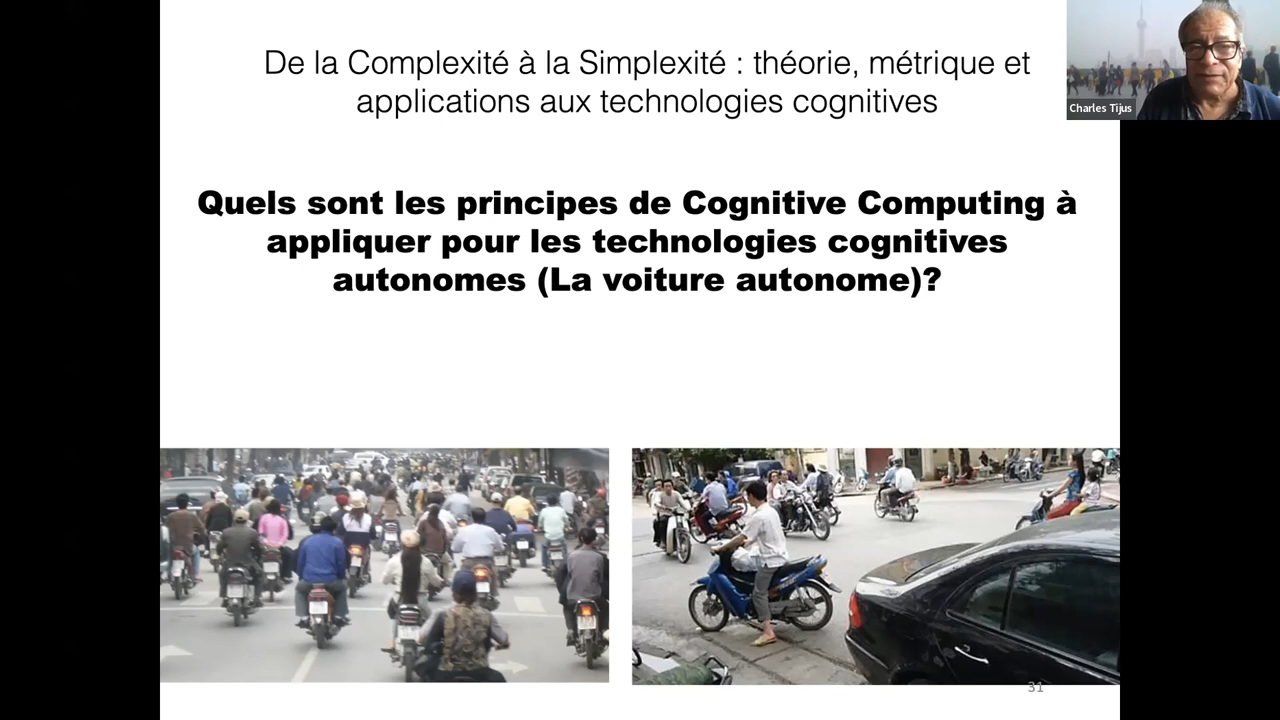 De la Complexité à la Simplexité : théorie, métrique et
applications aux technologies cognitives
Charles Tijus
Quels sont les principes de Cognitive Computing à
appliquer pour les technologies cognitives
autonomes (La voiture autonome)?
31